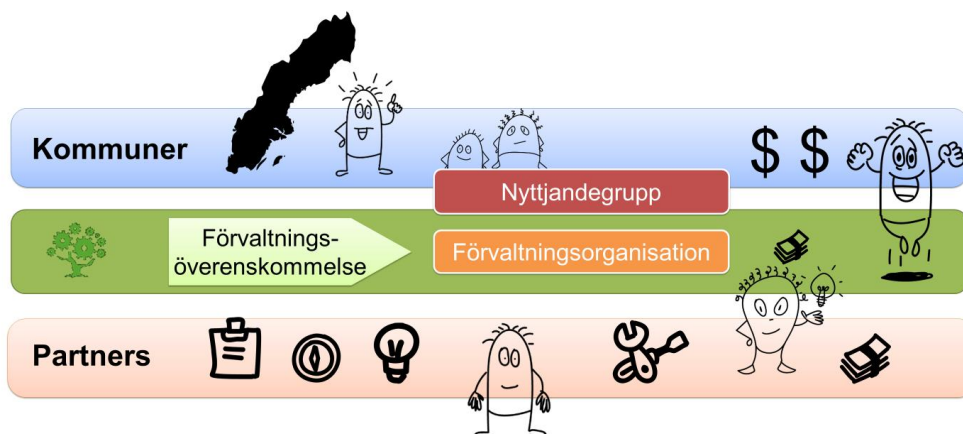 Kommuner
$ $
Nyttjandegrupp
Förvaltnings-
överenskommelse
Förvaltningsorganisation
Partners